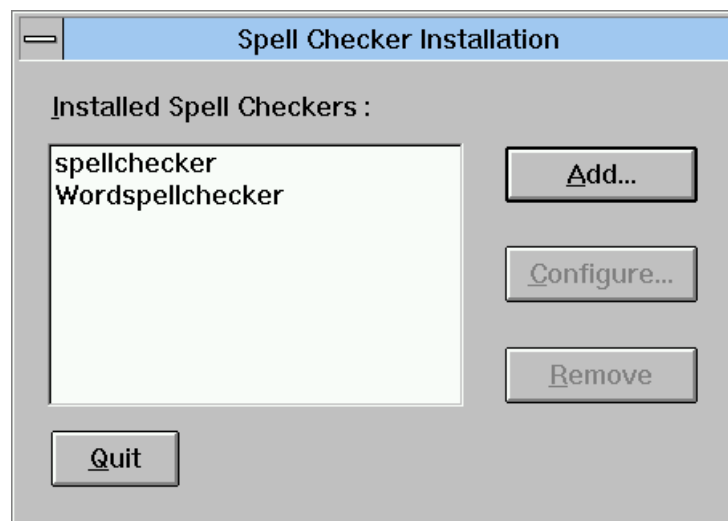 Spell Checker Installation
Installed Spell Checkers :
spellchecker
Wordspellchecker
Add...
Configure...
Remove
Quit